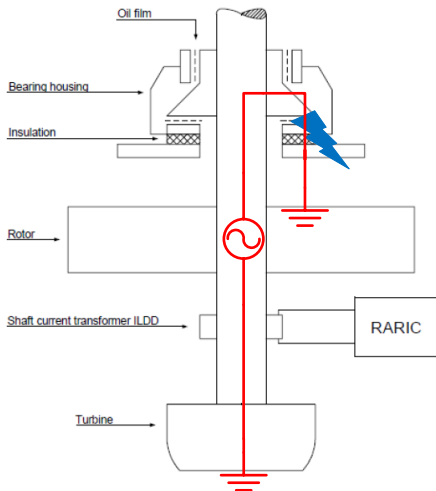 Oil film
Bearing housing
Insulation
Rotor
Shaft current transformer ILDD
RARIC
Turbine